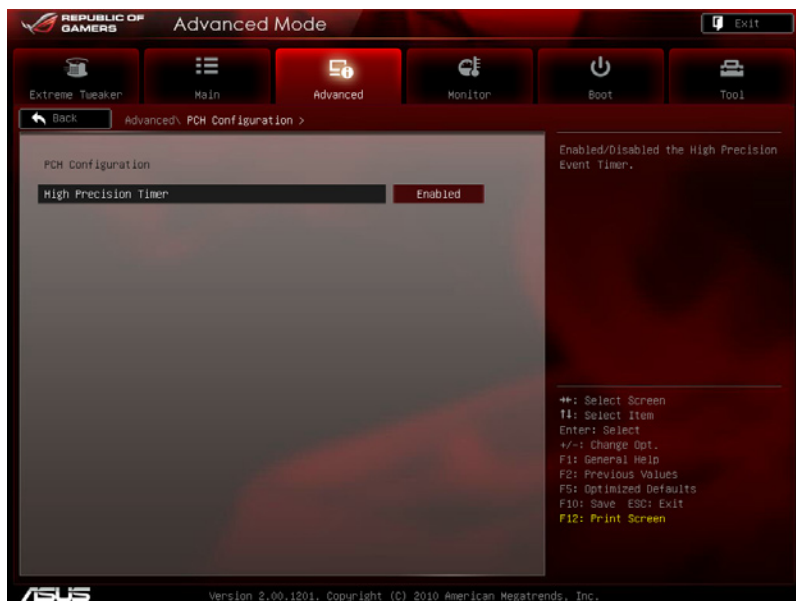 REPUBLIC OF
GAMERS
Advanced Mode
Exit
Extreme Tweaker
Main
Advanced
Monitor
Boot
Tool
Back
Advanced\ PCH Configuration >
PCH Configuration
High Precision Timer
Enabled
Enabled/Disabled the High Precision
Event Timer.
→←: Select Screen
↑↓: Select Item
Enter: Select
+/-: Change Opt.
F1: General Help
F2: Previous Values
F5: Optimized Defaults
F10: Save ESC: Exit
F12: Print Screen
ASUS
Version 2.00.1201. Copyright (C) 2010 American Megatrends, Inc.